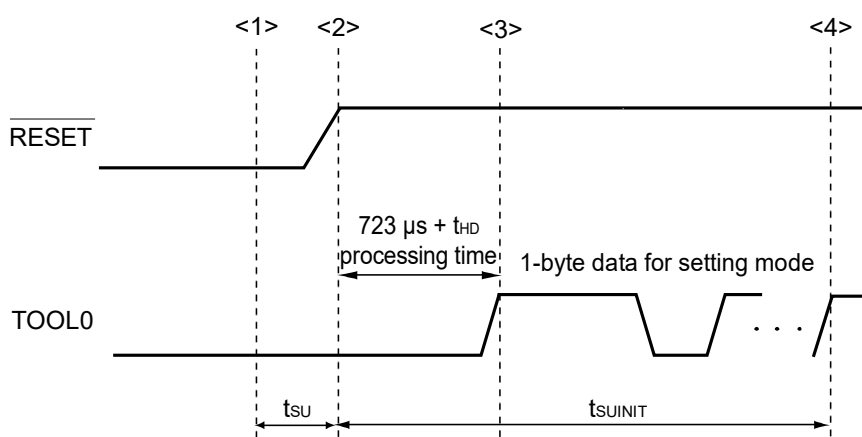 <1> <2> <3> <4>
RESET
723 µs + tHD
processing time
1-byte data for setting mode
TOOL0
. . .
tSU
tSUINIT